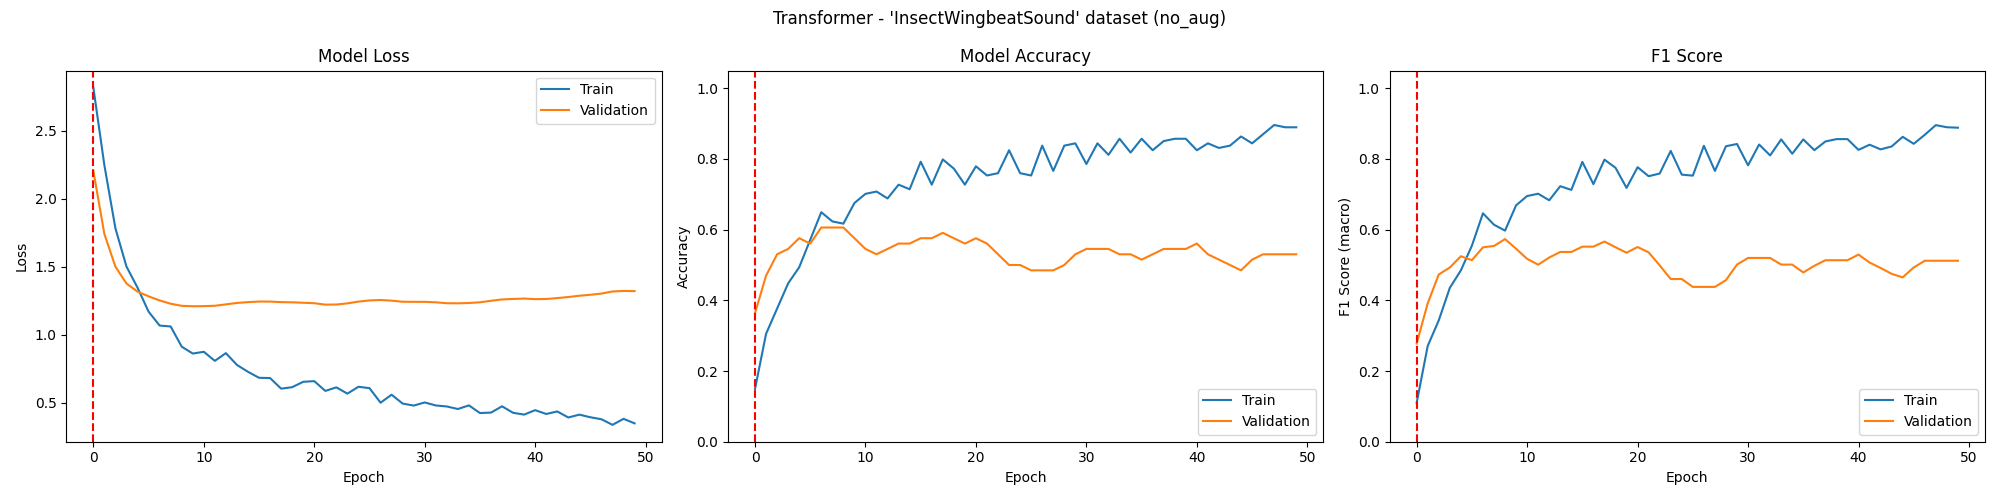 Transformer - 'InsectWingbeatSound' dataset (no_aug)
Model Loss
Loss
2.5
2.0
1.5
1.0
0.5
Train
Validation
0 10 20 30 40 50
Epoch
Model Accuracy
Accuracy
1.0
0.8
0.6
0.4
0.2
0.0
Train
Validation
0 10 20 30 40 50
Epoch
F1 Score
F1 Score (macro)
1.0
0.8
0.6
0.4
0.2
0.0
Train
Validation
0 10 20 30 40 50
Epoch